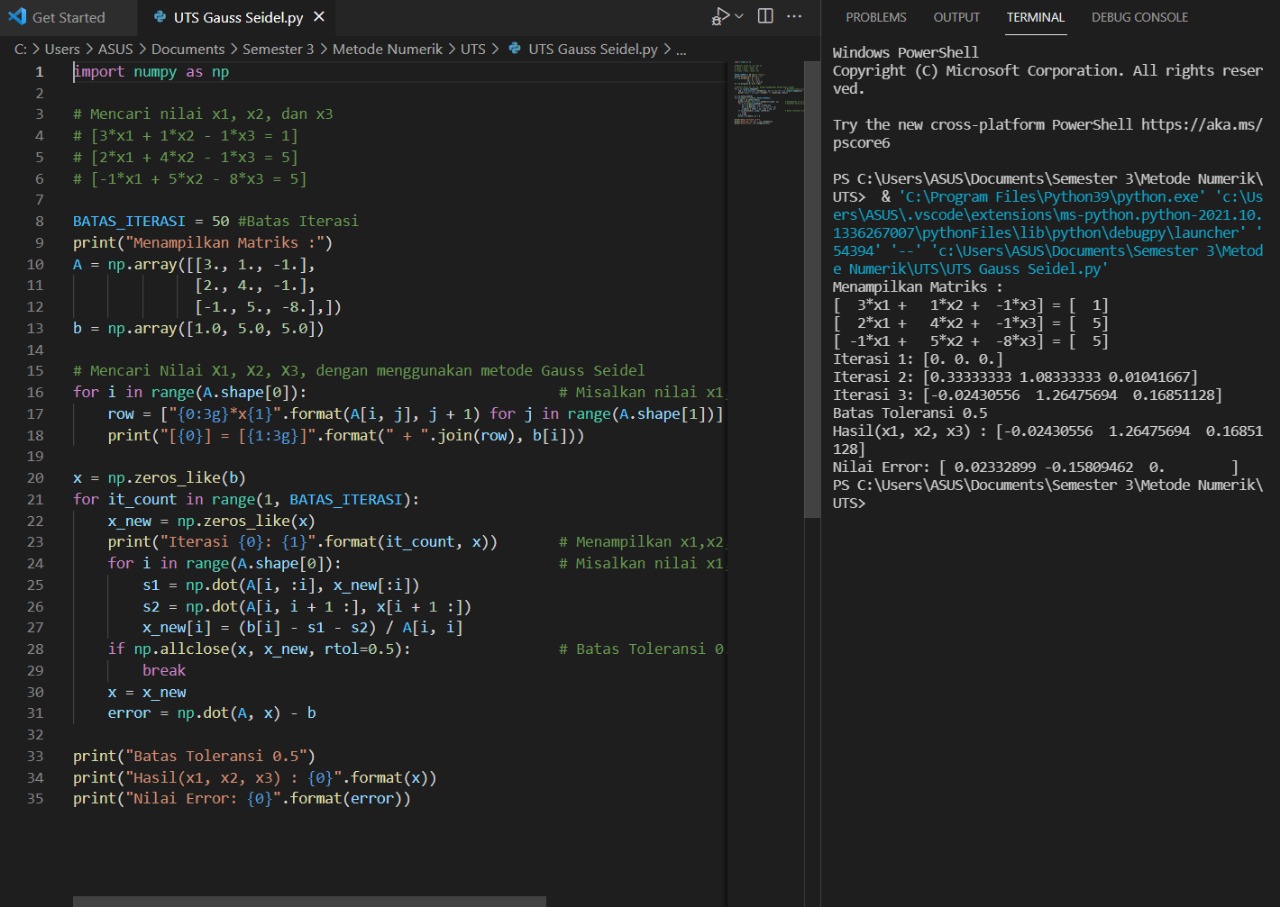 Get Started
UTS Gauss Seidel.py
C: > Users > ASUS > Documents > Semester 3 > Metode Numerik > UTS > UTS Gauss Seidel.py > ...
1 import numpy as np
2
3 # Mencari nilai x1, x2, dan x3
4 # [3*x1 + 1*x2 - 1*x3 = 1]
5 # [2*x1 + 4*x2 - 1*x3 = 5]
6 # [-1*x1 + 5*x2 - 8*x3 = 5]
7
8 BATAS_ITERASI = 50 #Batas Iterasi
9 print("Menampilkan Matriks :")
10 A = np.array([[3., 1., -1.],
11 [2., 4., -1.],
12 [-1., 5., -8.],])
13 b = np.array([1.0, 5.0, 5.0])
14
15 # Mencari Nilai X1, X2, X3, dengan menggunakan metode Gauss Seidel
16 for i in range(A.shape[0]): # Misalkan nilai x1,
17 row = ["{0:3g}*x{1}".format(A[i, j], j + 1) for j in range(A.shape[1])]
18 print("[{0}] = [{1:3g}]".format(" + ".join(row), b[i]))
19
20 x = np.zeros_like(b)
21 for it_count in range(1, BATAS_ITERASI):
22 x_new = np.zeros_like(x)
23 print("Iterasi {0}: {1}".format(it_count, x)) # Menampilkan x1,x2,
24 for i in range(A.shape[0]): # Misalkan nilai x1,
25 s1 = np.dot(A[i, :i], x_new[:i])
26 s2 = np.dot(A[i, i + 1 :], x[i + 1 :])
27 x_new[i] = (b[i] - s1 - s2) / A[i, i]
28 if np.allclose(x, x_new, rtol=0.5): # Batas Toleransi 0
29 break
30 x = x_new
31 error = np.dot(A, x) - b
32
33 print("Batas Toleransi 0.5")
34 print("Hasil(x1, x2, x3) : {0}".format(x))
35 print("Nilai Error: {0}".format(error))
PROBLEMS OUTPUT TERMINAL DEBUG CONSOLE
Windows PowerShell
Copyright (C) Microsoft Corporation. All rights reser
ved.

Try the new cross-platform PowerShell https://aka.ms/
pscore6

PS C:\Users\ASUS\Documents\Semester 3\Metode Numerik\
UTS> & 'C:\Program Files\Python39\python.exe' 'c:\Us
ers\ASUS\.vscode\extensions\ms-python.python-2021.10.
1336267007\pythonFiles\lib\python\debugpy\launcher' '
54394' '--' 'c:\Users\ASUS\Documents\Semester 3\Metod
e Numerik\UTS\UTS Gauss Seidel.py'
Menampilkan Matriks :
[  3*x1 +   1*x2 +  -1*x3] = [  1]
[  2*x1 +   4*x2 +  -1*x3] = [  5]
[ -1*x1 +   5*x2 +  -8*x3] = [  5]
Iterasi 1: [0. 0. 0.]
Iterasi 2: [0.33333333 1.08333333 0.01041667]
Iterasi 3: [-0.02430556  1.26475694  0.16851128]
Batas Toleransi 0.5
Hasil(x1, x2, x3) : [-0.02430556  1.26475694  0.16851
128]
Nilai Error: [ 0.02332899 -0.15809462  0.        ]
PS C:\Users\ASUS\Documents\Semester 3\Metode Numerik\
UTS>